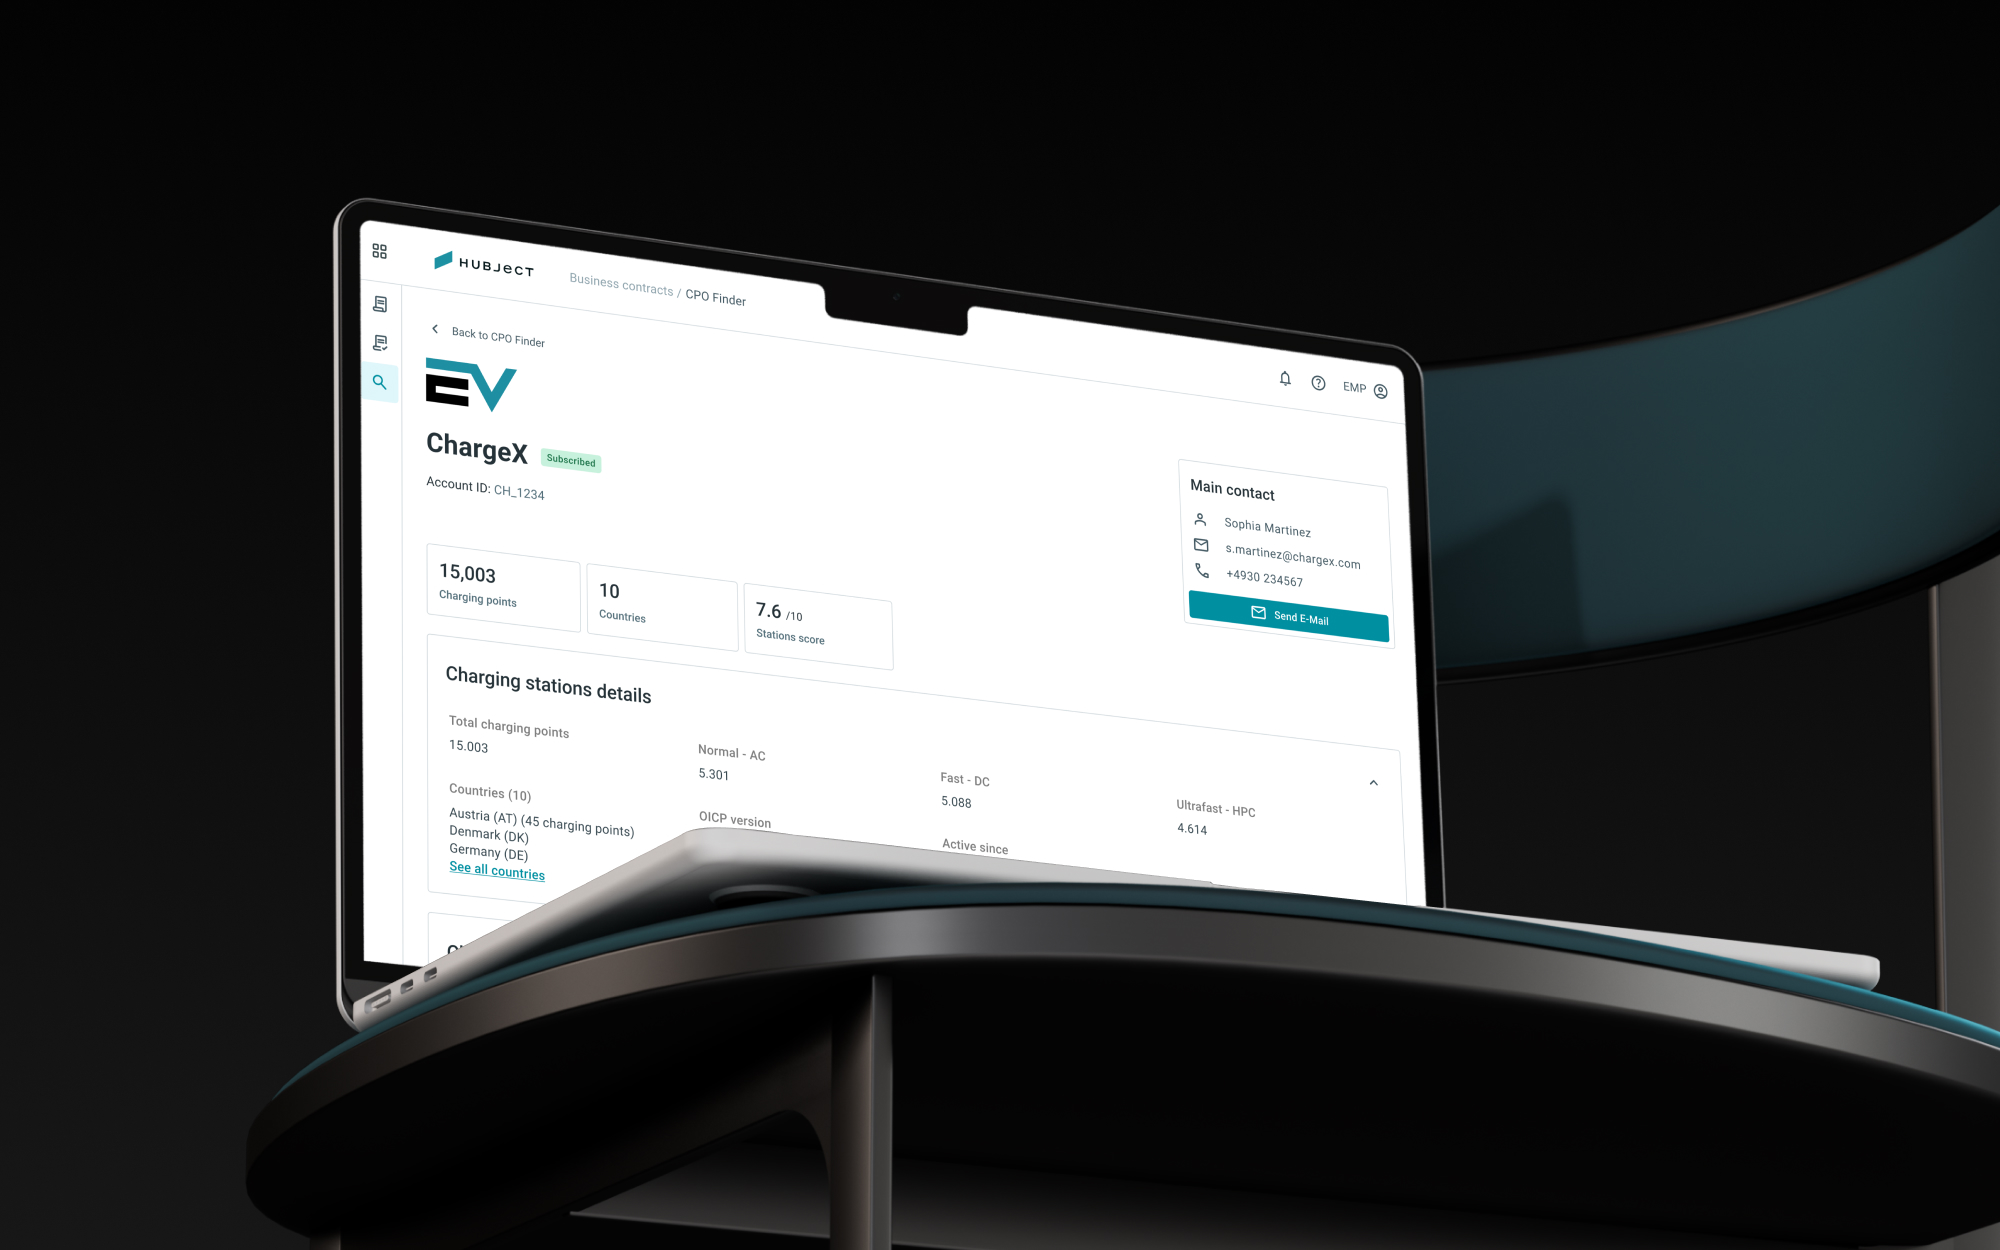 HUBJECT
Business contracts / CPO Finder
EMP
Back to CPO Finder
EV
ChargeX
Subscribed
Account ID: CH_1234
Main contact
Sophia Martinez
s.martinez@chargex.com
+4930 234567
Send E-Mail
15,003
Charging points
10
Countries
7.6 /10
Stations score
Charging stations details
Total charging points
15.003
Normal - AC
5.301
Fast - DC
5.088
Ultrafast - HPC
4.614
Countries (10)
Austria (AT) (45 charging points)
Denmark (DK)
Germany (DE)
See all countries
OICP version
Active since